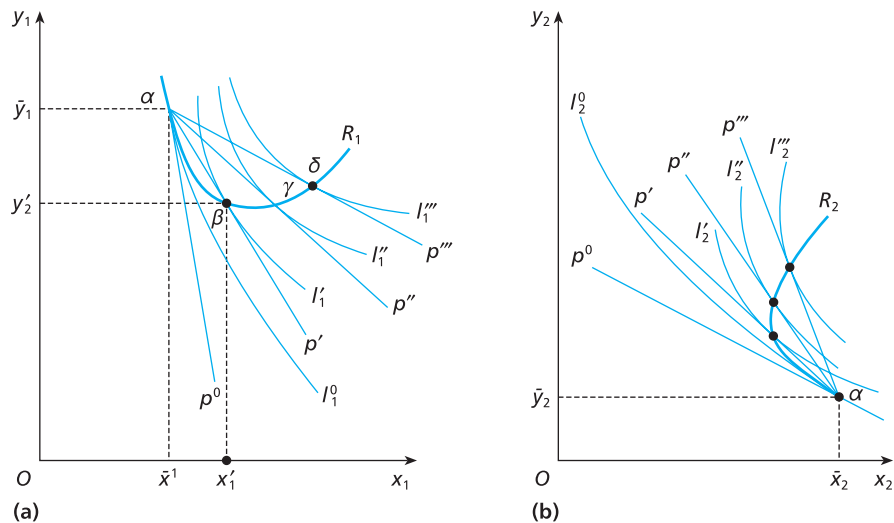 y₁
ȳ₁
α
R₁
δ
γ
y′₂
β
I‴₁
p‴
I″₁
p″
I′₁
p′
p⁰
I⁰₁
O
x̄¹
x′₁
x₁
(a)
y₂
I⁰₂
p‴
p″
I″₂
I‴₂
p′
R₂
I′₂
p⁰
ȳ₂
α
O
x̄₂
x₂
(b)